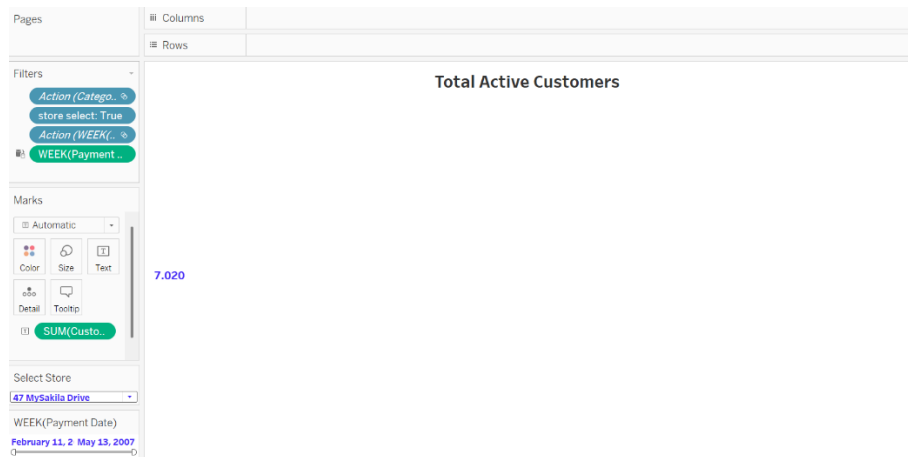 Pages
Columns
Rows
Filters
Action (Catego..
store select: True
Action (WEEK(..
WEEK(Payment ..
Total Active Customers
Marks
Automatic
Color Size Text
Detail Tooltip
SUM(Custo..
7.020
Select Store
47 MySakila Drive
WEEK(Payment Date)
February 11, 2 May 13, 2007